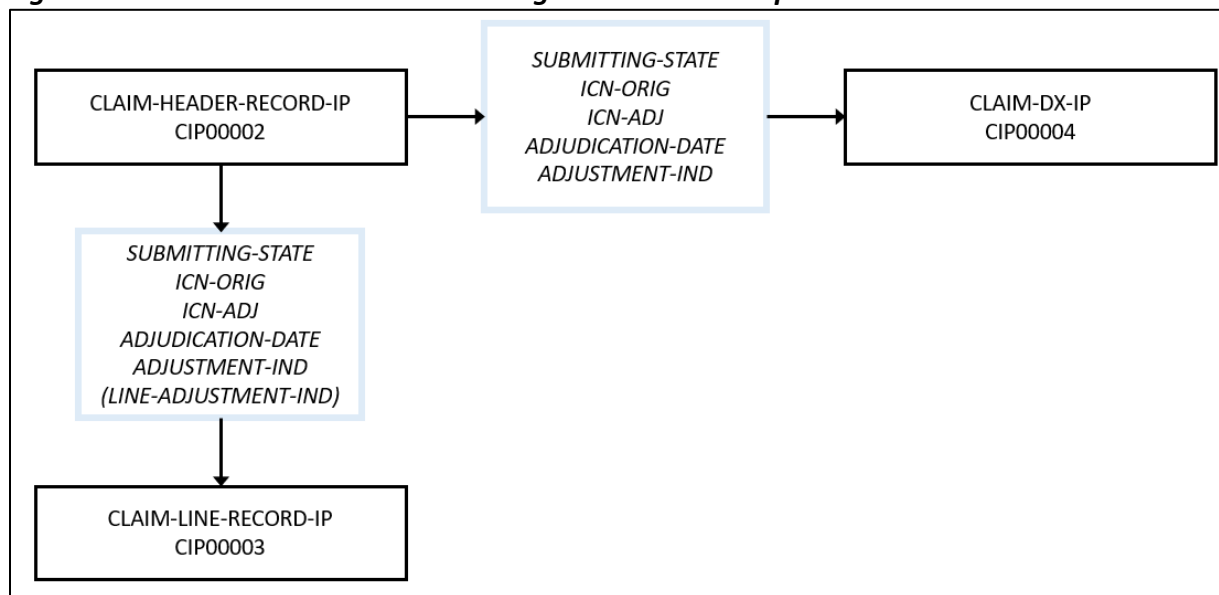 CLAIM-HEADER-RECORD-IP
CIP00002
SUBMITTING-STATE
ICN-ORIG
ICN-ADJ
ADJUDICATION-DATE
ADJUSTMENT-IND
CLAIM-DX-IP
CIP00004
SUBMITTING-STATE
ICN-ORIG
ICN-ADJ
ADJUDICATION-DATE
ADJUSTMENT-IND
(LINE-ADJUSTMENT-IND)
CLAIM-LINE-RECORD-IP
CIP00003